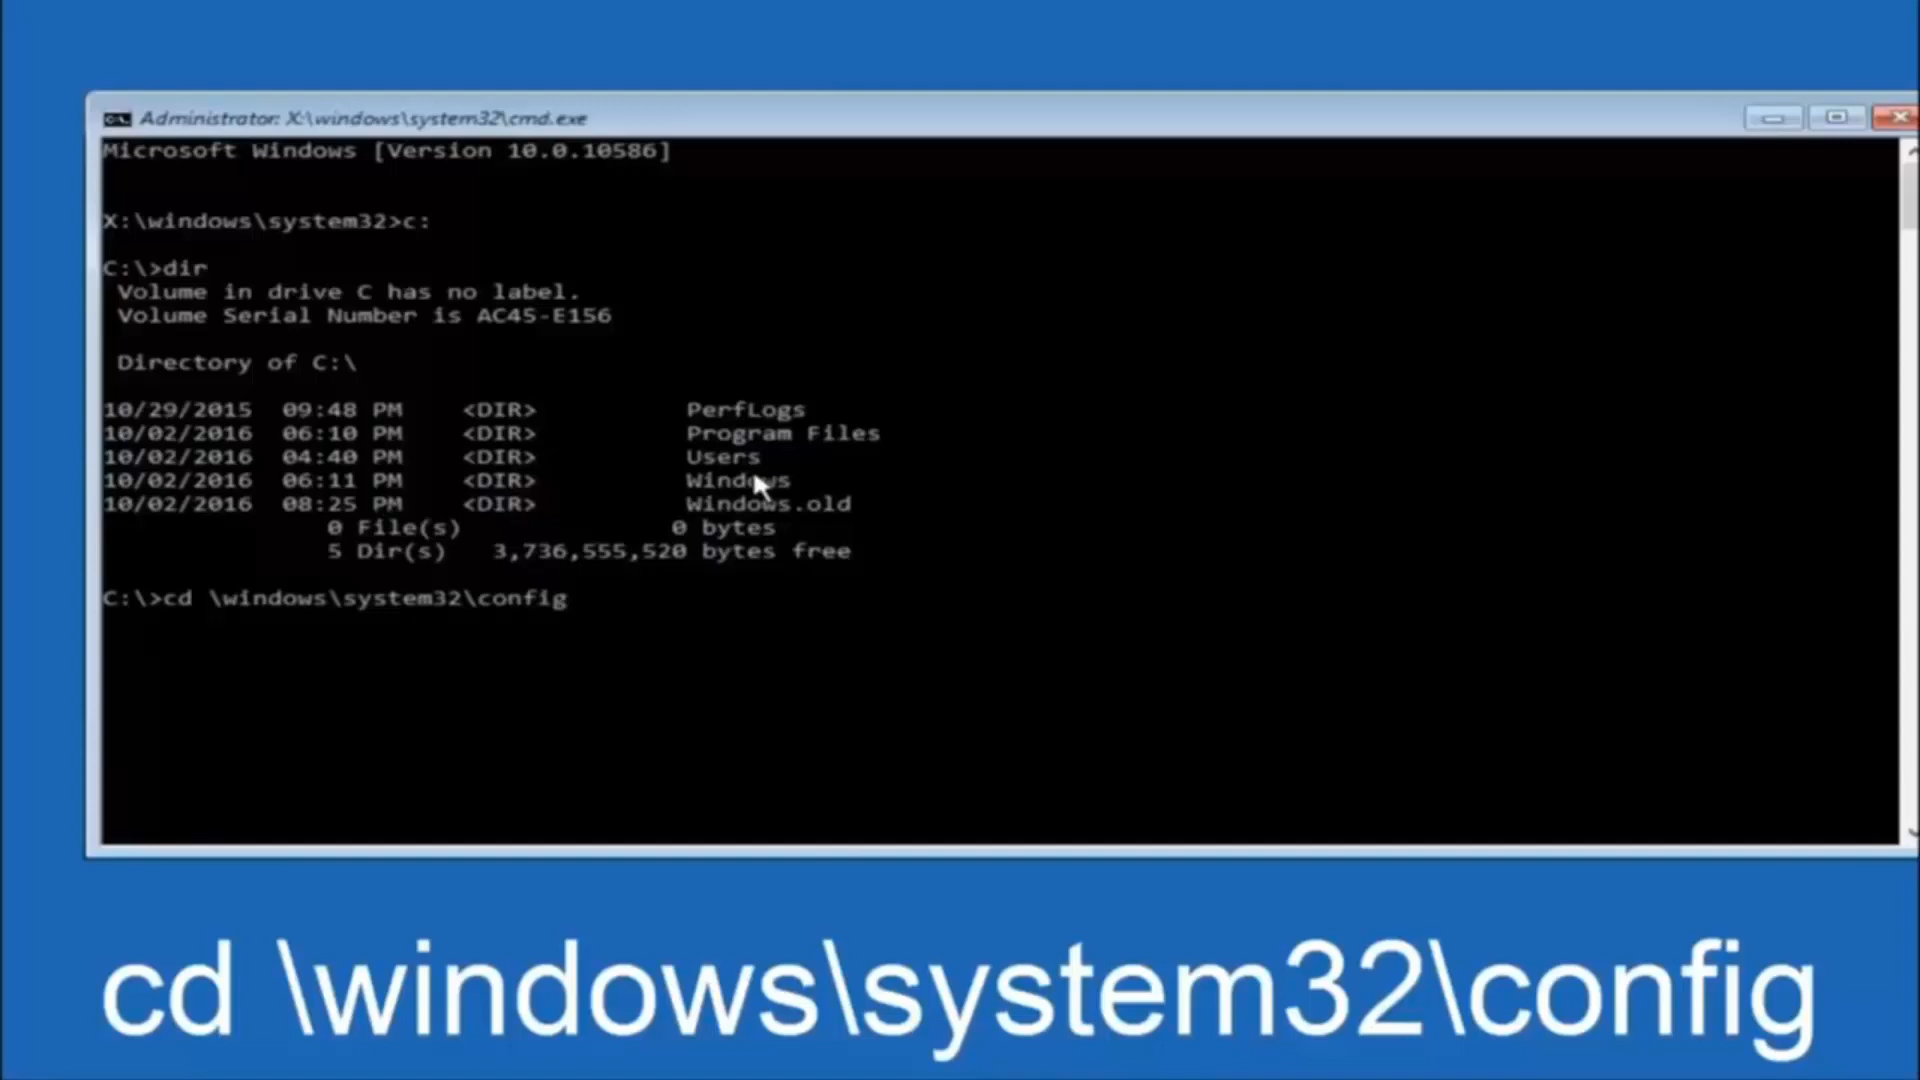 Administrator: X:\windows\system32\cmd.exe
Microsoft Windows [Version 10.0.10586]
X:\windows\system32>c:
C:\>dir
Volume in drive C has no label.
Volume Serial Number is AC45-E156
Directory of C:\
10/29/2015 09:48 PM <DIR> PerfLogs
10/02/2016 06:10 PM <DIR> Program Files
10/02/2016 04:40 PM <DIR> Users
10/02/2016 06:11 PM <DIR> Windows
10/02/2016 08:25 PM <DIR> Windows.old
0 File(s) 0 bytes
5 Dir(s) 3,736,555,520 bytes free
C:\>cd \windows\system32\config
cd \windows\system32\config